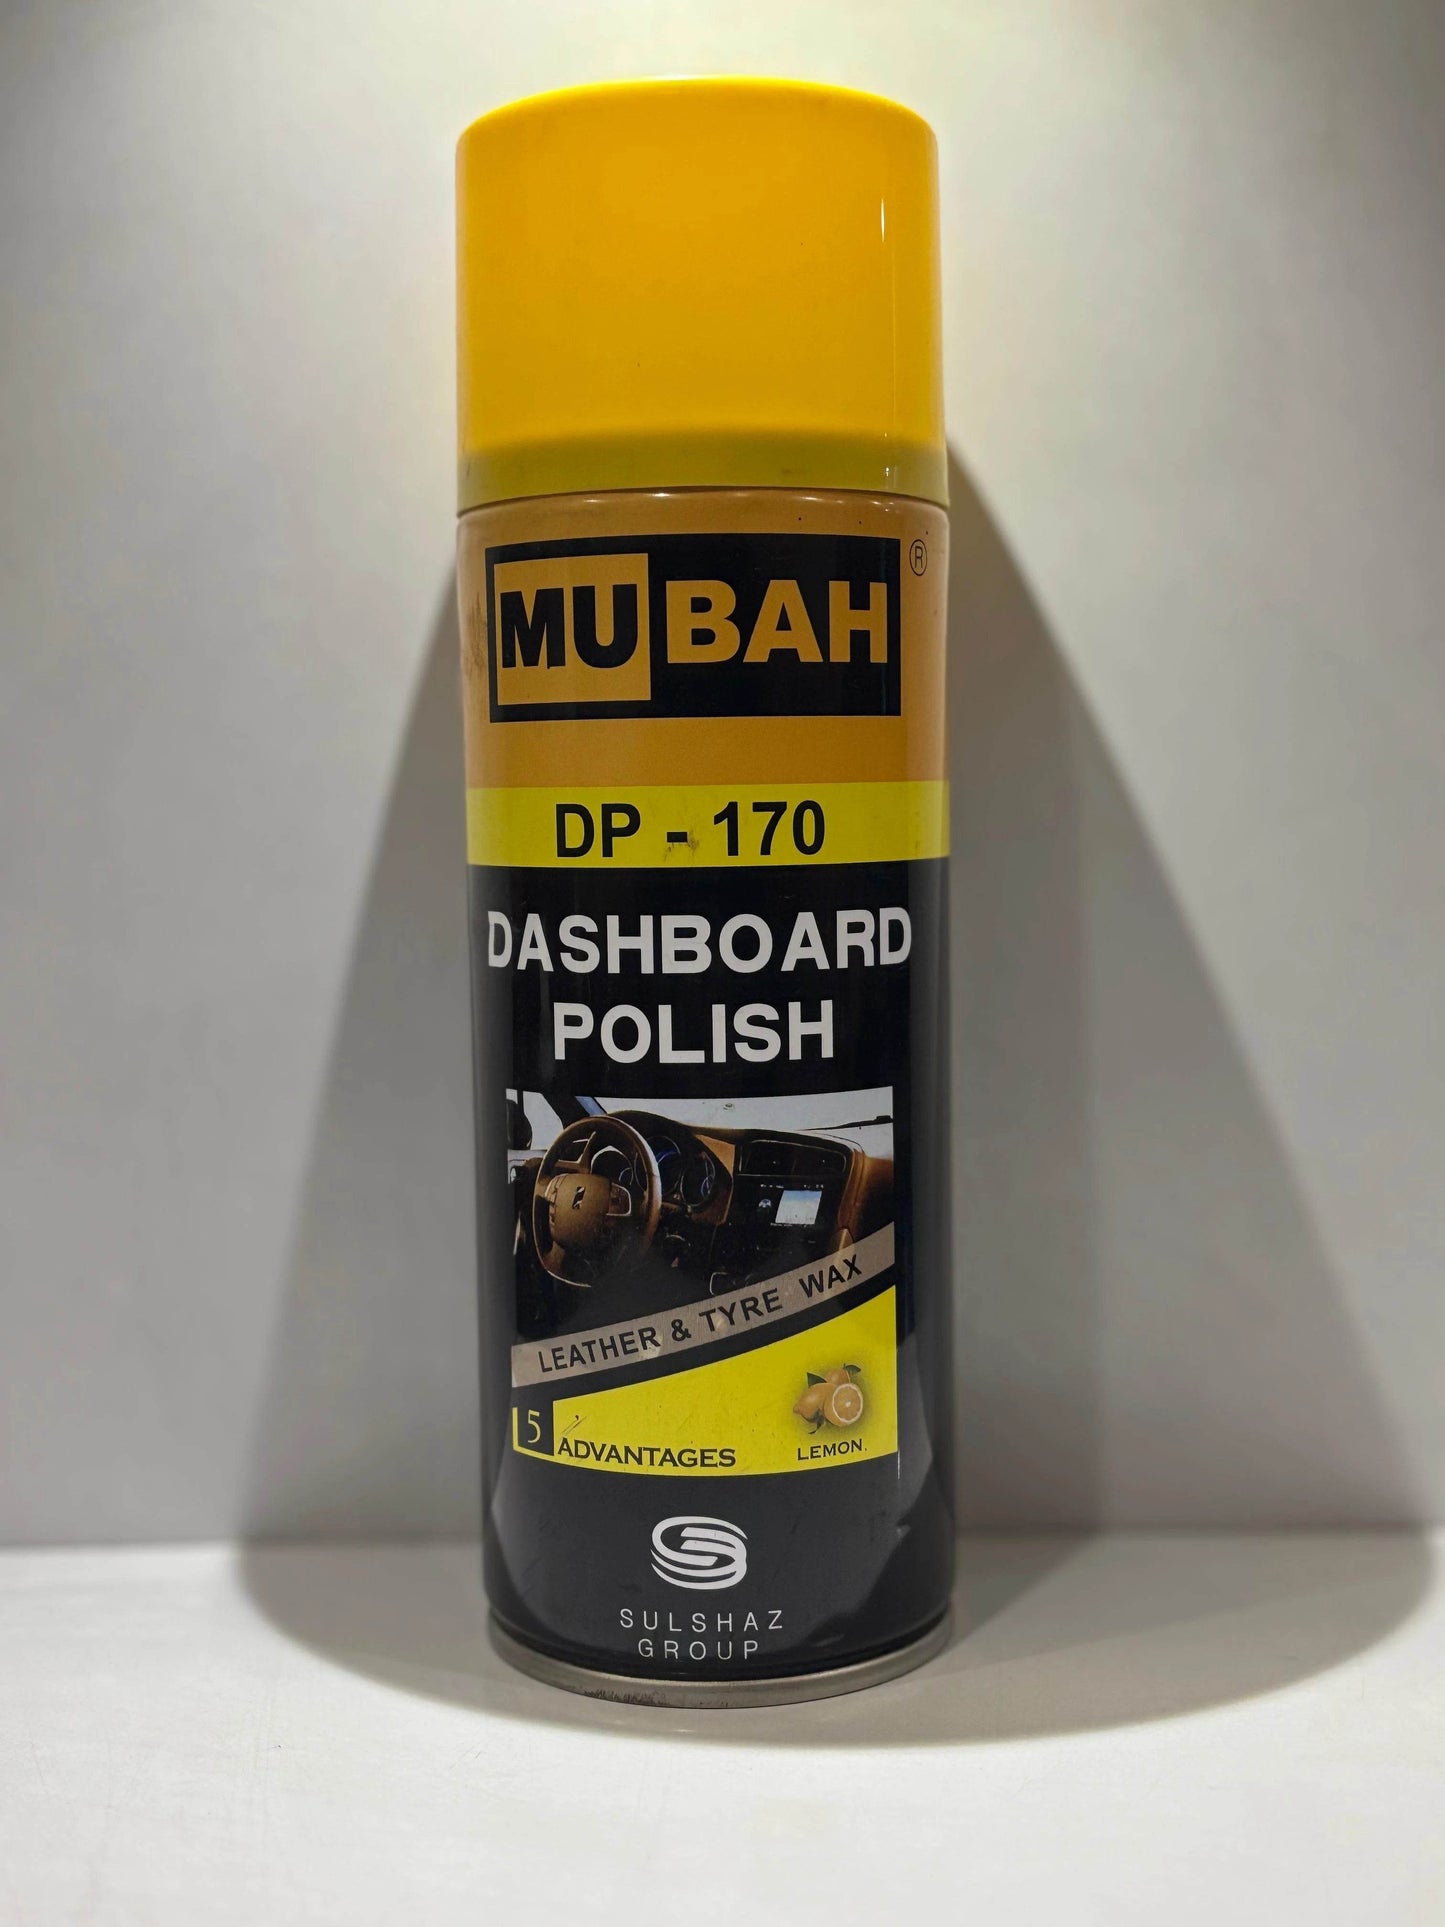 MUBAH ®
DP - 170
DASHBOARD
POLISH
LEATHER & TYRE WAX
5 ADVANTAGES
LEMON
SULSHAZ
GROUP